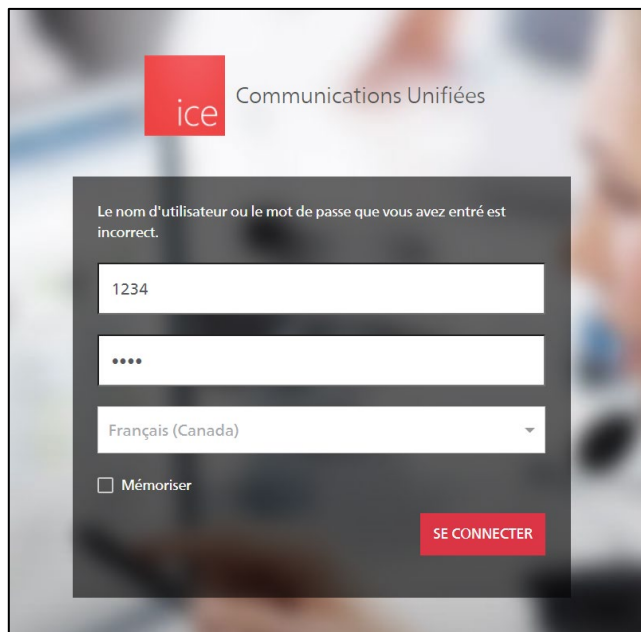 ice
Communications Unifiées
Le nom d'utilisateur ou le mot de passe que vous avez entré est
incorrect.
1234
••••
Français (Canada)
Mémoriser
SE CONNECTER